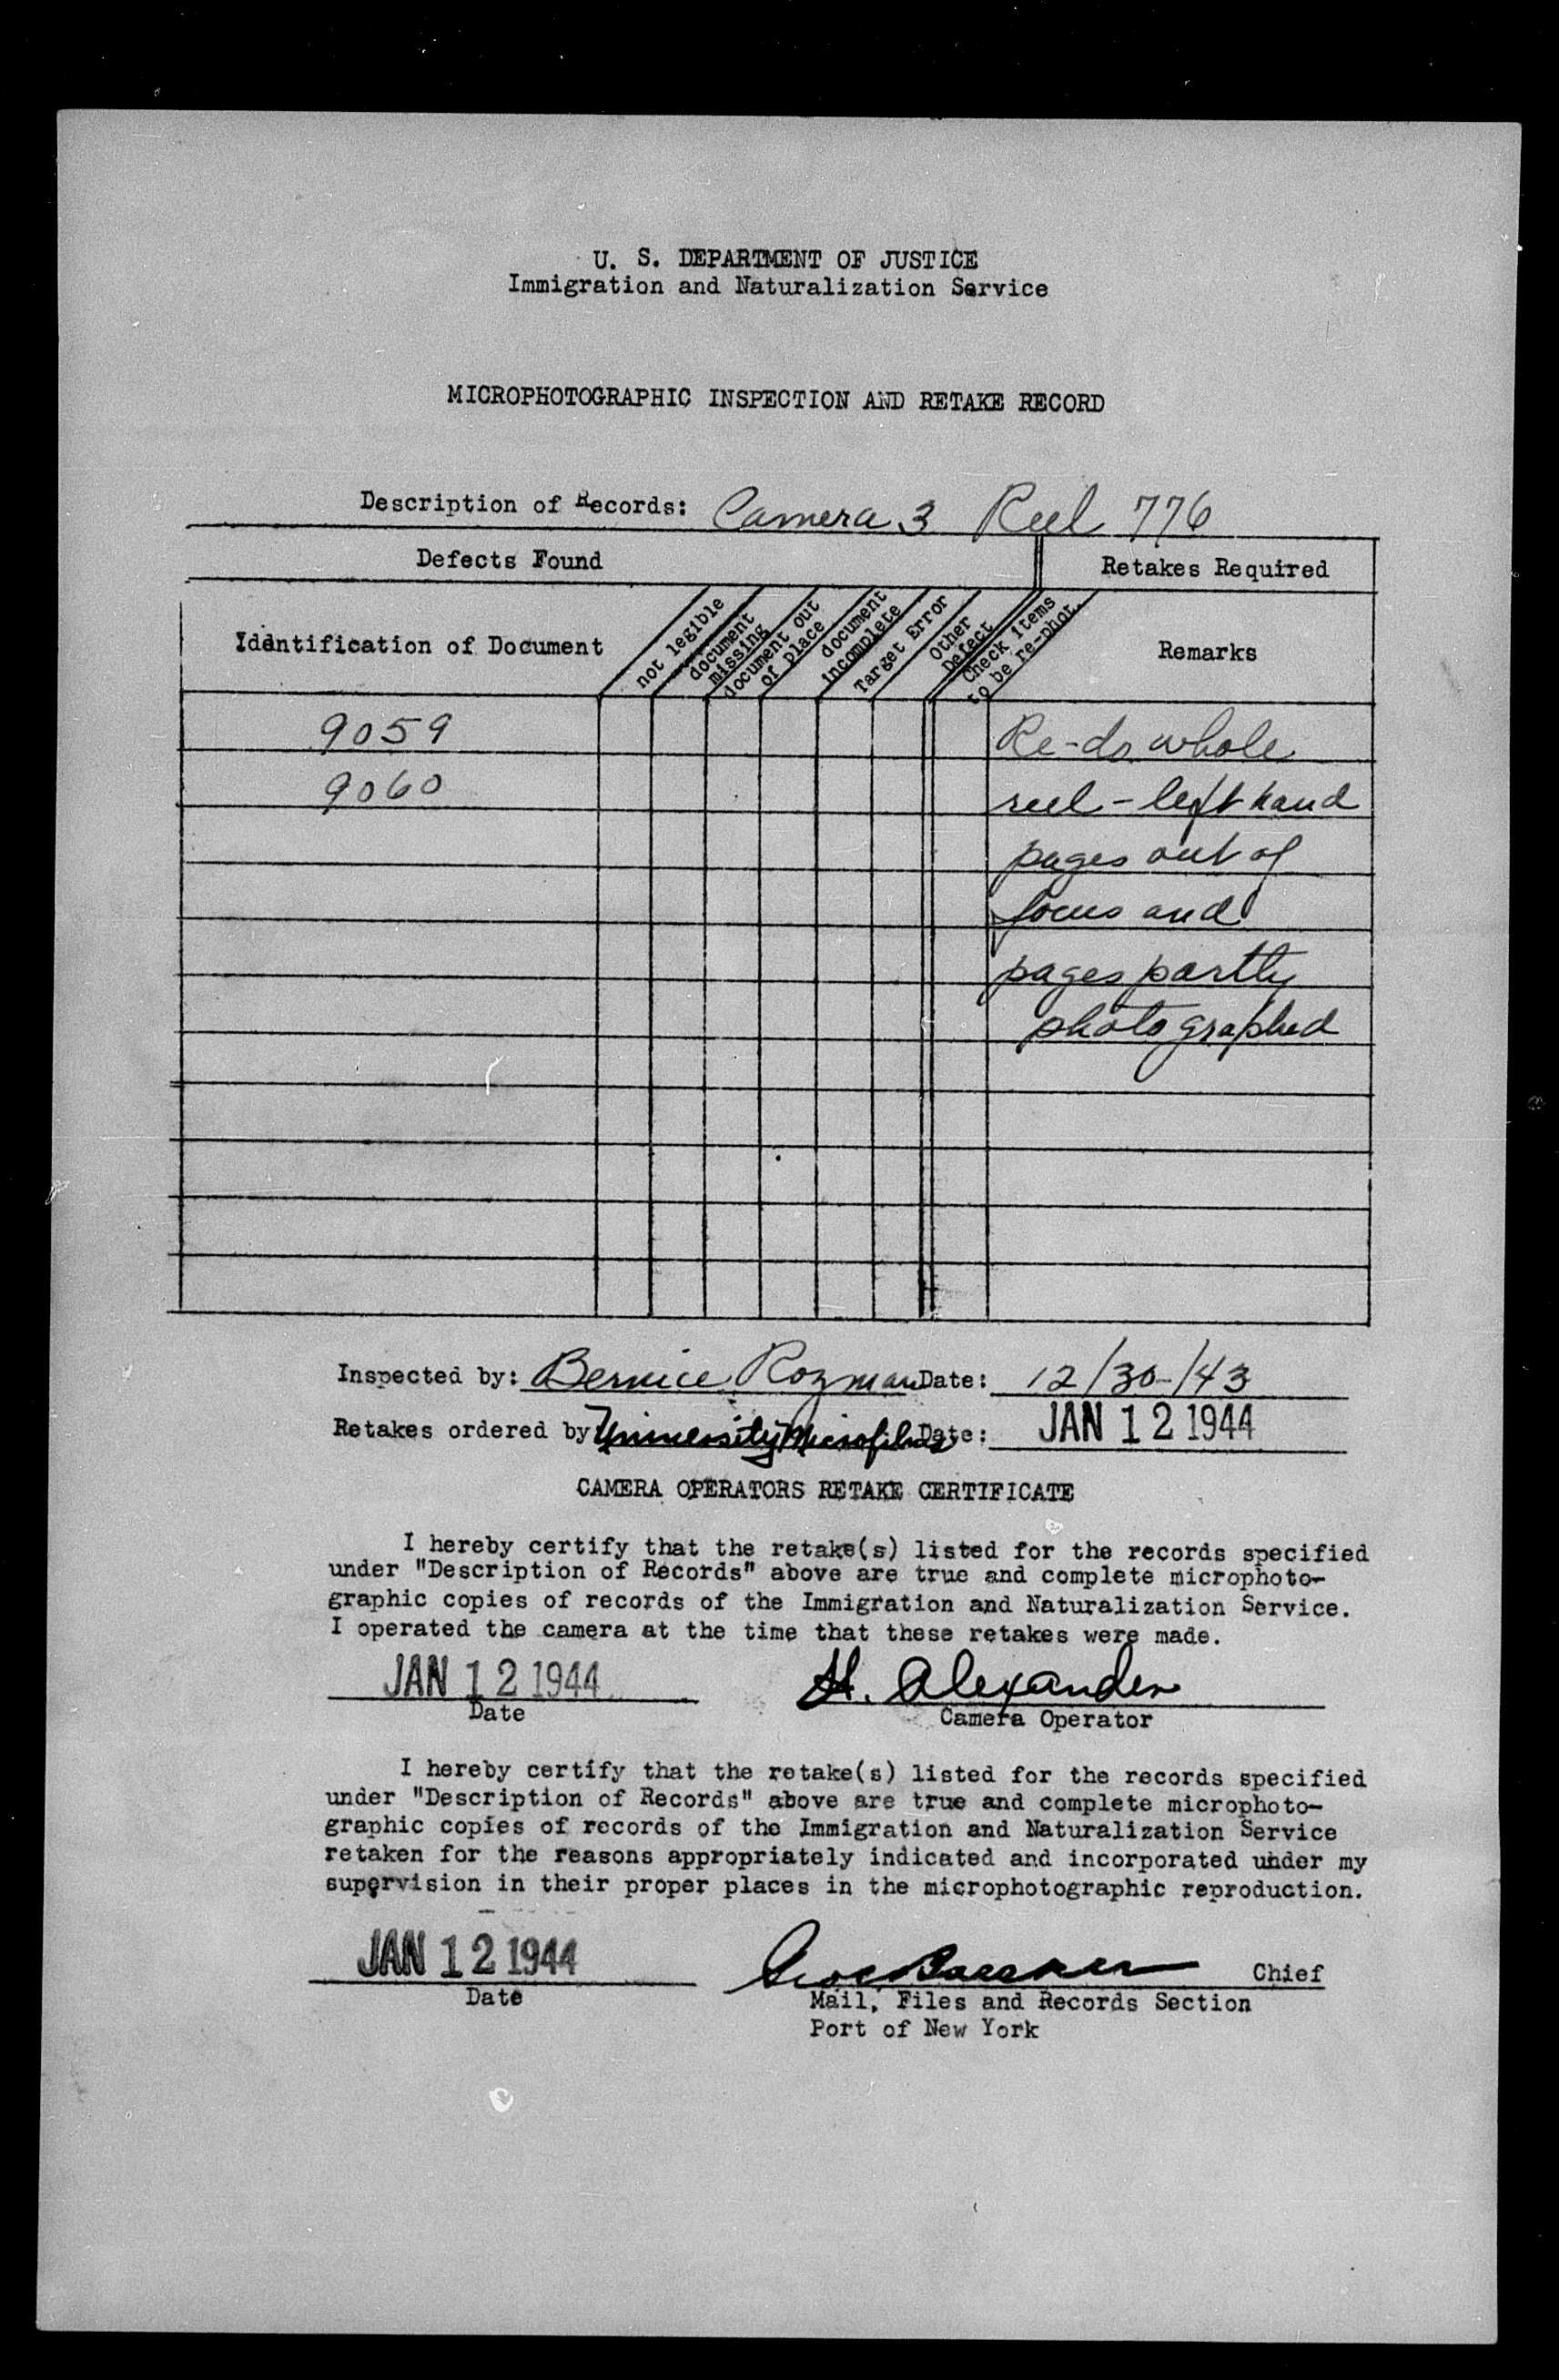 U. S. DEPARTMENT OF JUSTICE
Immigration and Naturalization Service
MICROPHOTOGRAPHIC INSPECTION AND RETAKE RECORD
Description of Records: Camera 3 Reel 776
Defects Found
Retakes Required
Identification of Document
not legible
document missing
document out of place
document incomplete
Target Error
Other Defect
Check items to be re-phot.
Remarks
9059 Re-do whole
9060 reel - left hand
pages out of
focus and
pages partly
photographed
Inspected by: Bernice Rozman Date: 12/30/43
Retakes ordered by University Microfilms Date: JAN 12 1944
CAMERA OPERATORS RETAKE CERTIFICATE
I hereby certify that the retake(s) listed for the records specified
under "Description of Records" above are true and complete microphoto-
graphic copies of records of the Immigration and Naturalization Service.
I operated the camera at the time that these retakes were made.
JAN 12 1944 H. Alexander
Date Camera Operator
I hereby certify that the retake(s) listed for the records specified
under "Description of Records" above are true and complete microphoto-
graphic copies of records of the Immigration and Naturalization Service
retaken for the reasons appropriately indicated and incorporated under my
supervision in their proper places in the microphotographic reproduction.
JAN 12 1944 Chief
Date Mail, Files and Records Section
Port of New York